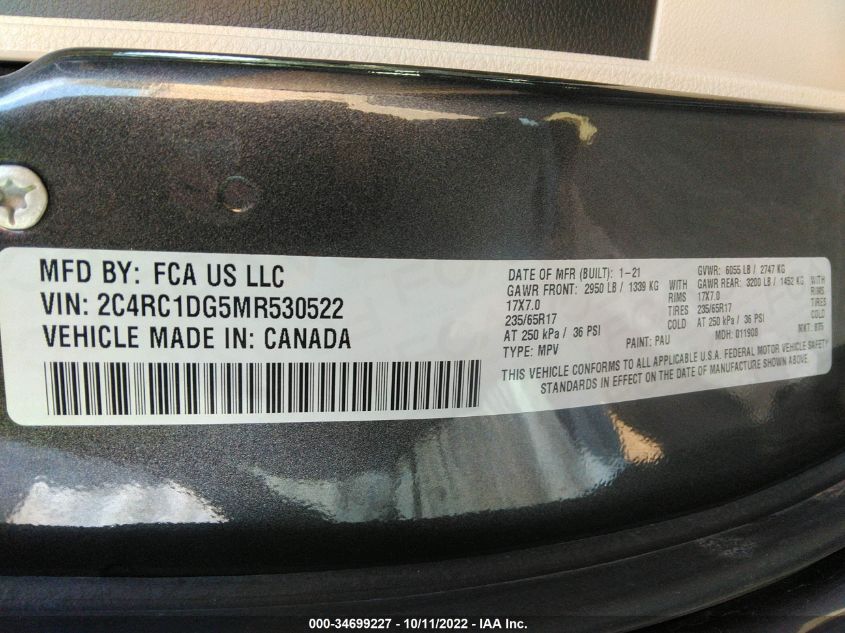 MFD BY: FCA US LLC
VIN: 2C4RC1DG5MR530522
VEHICLE MADE IN: CANADA
DATE OF MFR (BUILT): 1-21 GVWR: 6055 LB / 2747 KG
GAWR FRONT: 2950 LB / 1339 KG WITH GAWR REAR: 3200 LB / 1452 KG WITH
17X7.0 RIMS 17X7.0 RIMS
235/65R17 TIRES 235/65R17 TIRES
AT 250 kPa / 36 PSI COLD AT 250 kPa / 36 PSI COLD
TYPE: MPV PAINT: PAU MDH: 011908 MKT: BTS
THIS VEHICLE CONFORMS TO ALL APPLICABLE U.S.A. FEDERAL MOTOR VEHICLE SAFETY
STANDARDS IN EFFECT ON THE DATE OF MANUFACTURE SHOWN ABOVE.
000-34699227 - 10/11/2022 - IAA Inc.